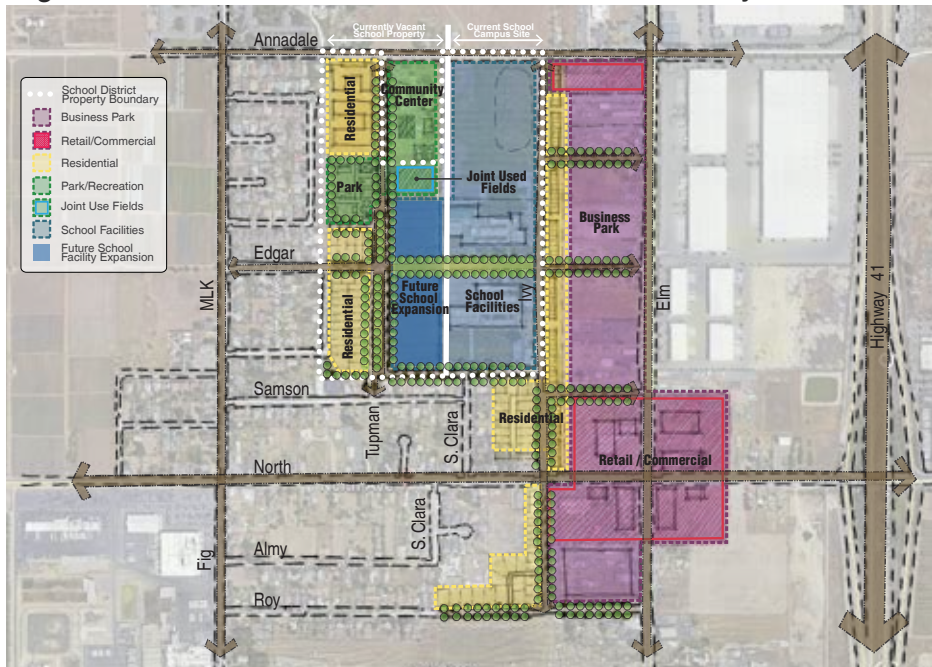 Currently Vacant
School Property
Current School
Campus Site
Annadale
School District
Property Boundary
Business Park
Retail/Commercial
Residential
Park/Recreation
Joint Use Fields
School Facilities
Future School
Facility Expansion
Residential
Community
Center
Park
Joint Used Fields
Business
Park
Edgar
MLK
Residential
Future
School
Expansion
School
Facilities
Ivy
Elm
Highway 41
Samson
Tupman
S. Clara
Residential
Retail / Commercial
North
S. Clara
Almy
Fig
Roy